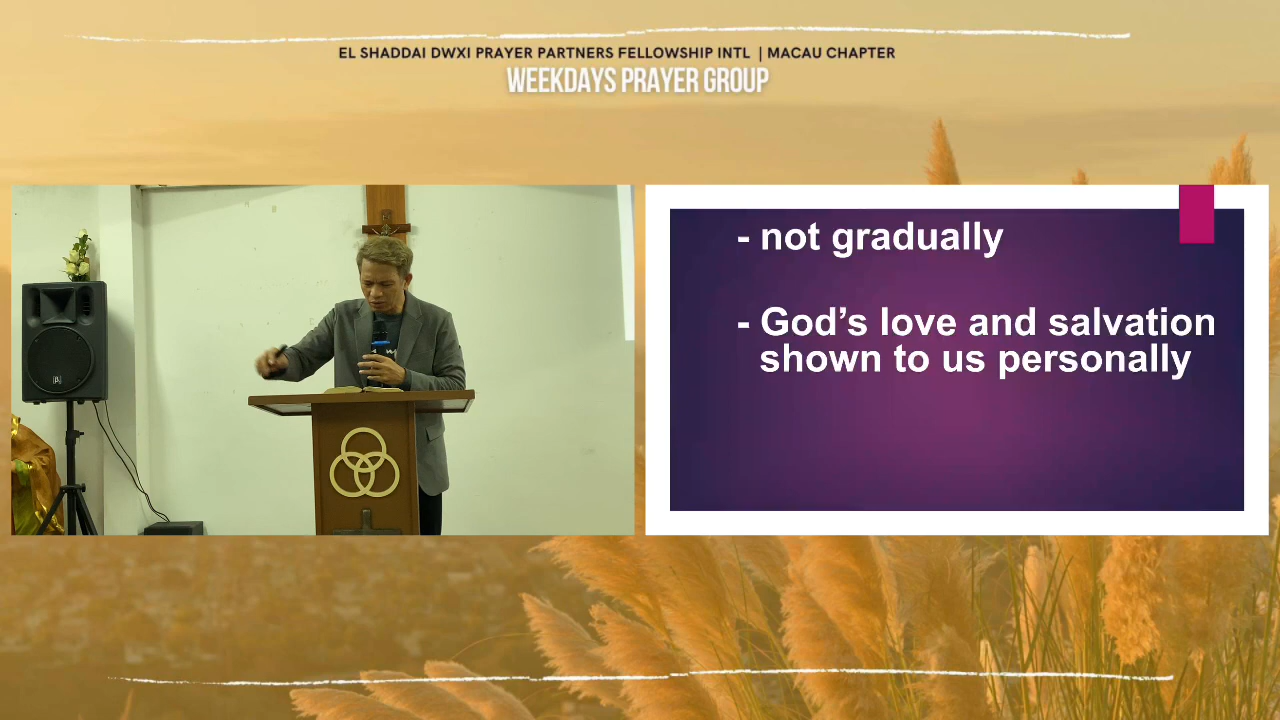 EL SHADDAI DWXI PRAYER PARTNERS FELLOWSHIP INTL | MACAU CHAPTER
WEEKDAYS PRAYER GROUP
- not gradually
- God’s love and salvation
shown to us personally